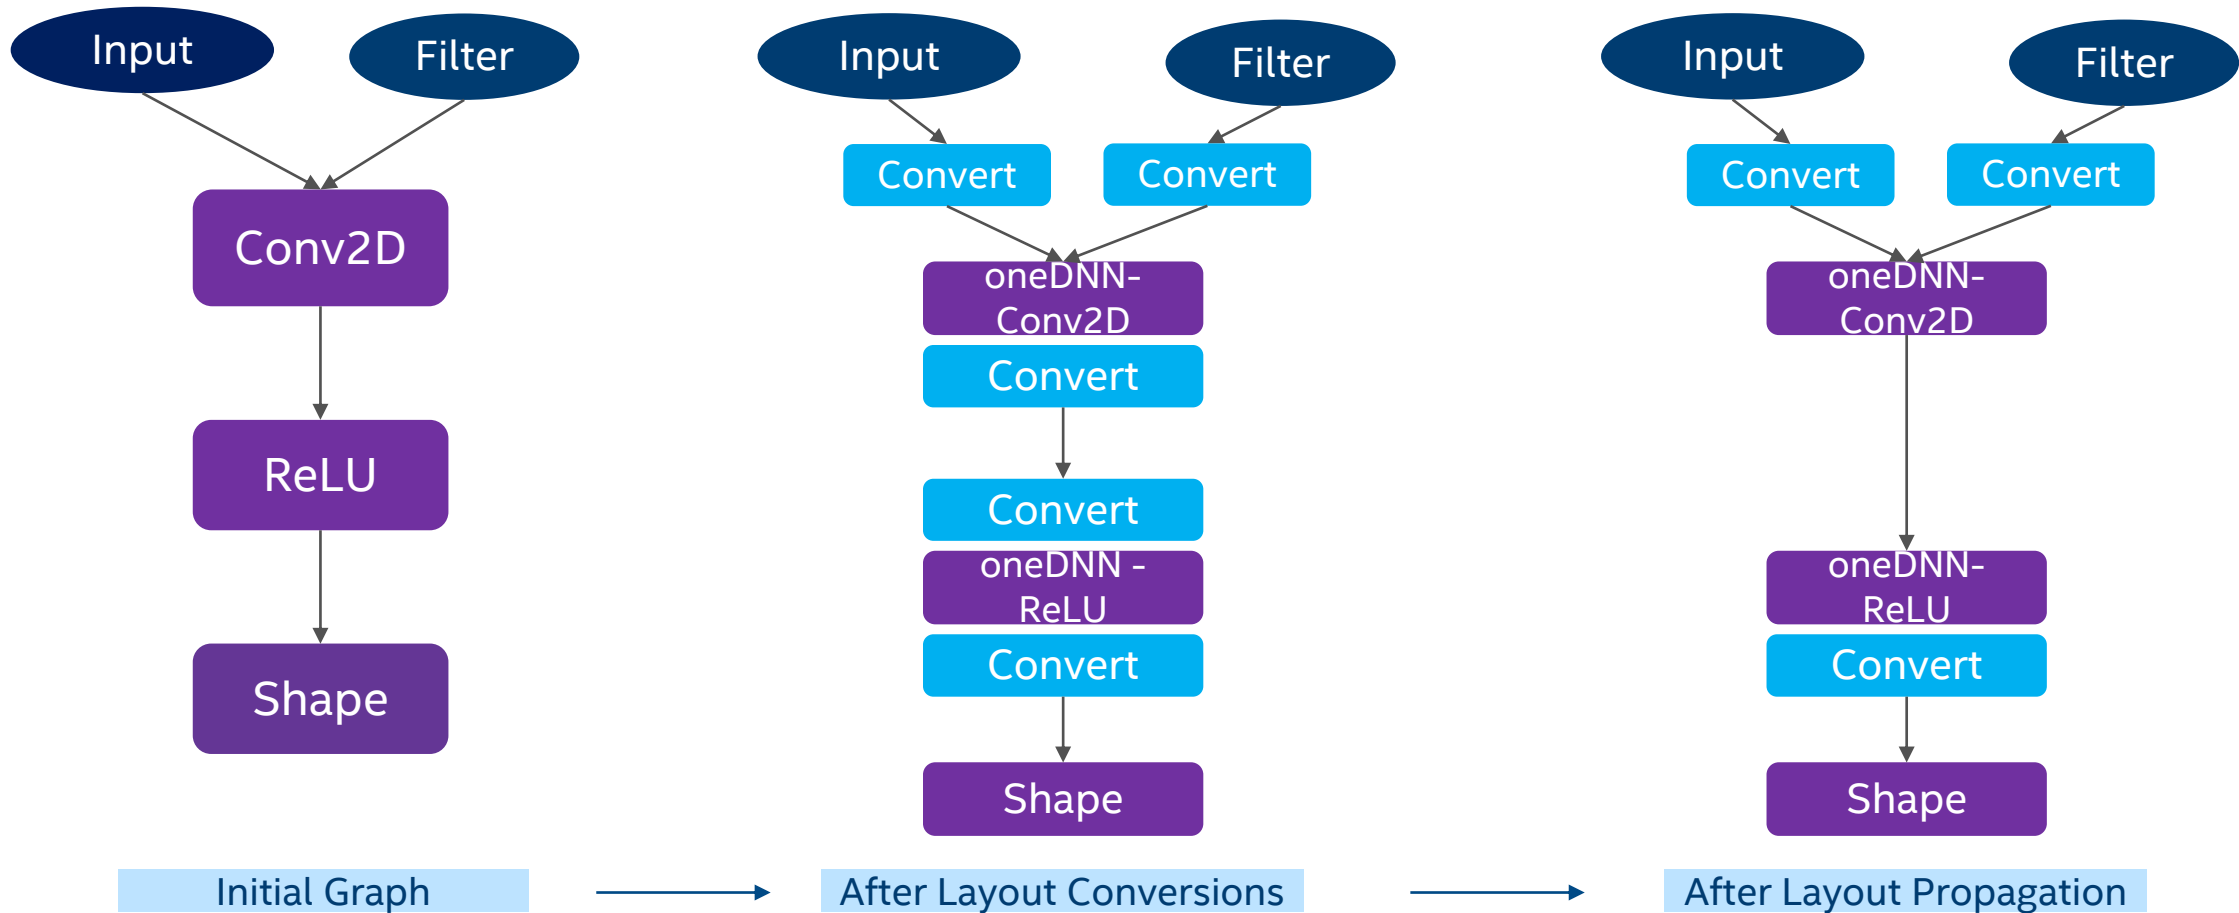 Input
Filter
Conv2D
ReLU
Shape
Initial Graph
Input
Filter
Convert
Convert
oneDNN-
Conv2D
Convert
Convert
oneDNN -
ReLU
Convert
Shape
After Layout Conversions
Input
Filter
Convert
Convert
oneDNN-
Conv2D
oneDNN-
ReLU
Convert
Shape
After Layout Propagation